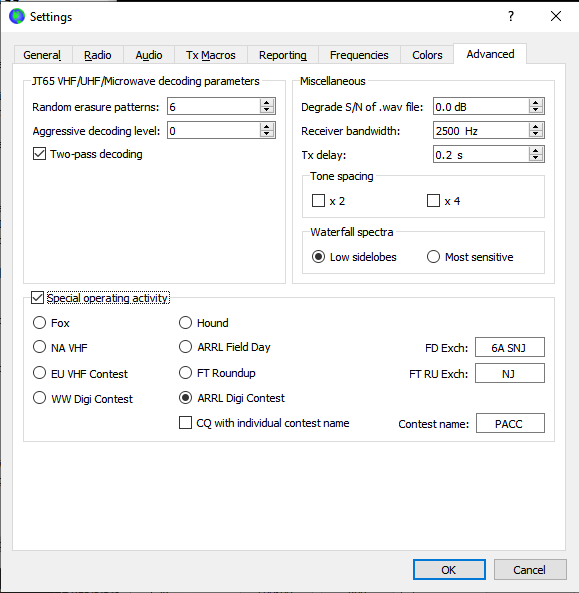 Settings
?
General Radio Audio Tx Macros Reporting Frequencies Colors Advanced
JT65 VHF/UHF/Microwave decoding parameters
Random erasure patterns: 6
Aggressive decoding level: 0
Two-pass decoding
Miscellaneous
Degrade S/N of .wav file: 0.0 dB
Receiver bandwidth: 2500 Hz
Tx delay: 0.2 s
Tone spacing
x 2 x 4
Waterfall spectra
Low sidelobes Most sensitive
Special operating activity
Fox Hound
NA VHF ARRL Field Day FD Exch: 6A SNJ
EU VHF Contest FT Roundup FT RU Exch: NJ
WW Digi Contest ARRL Digi Contest
CQ with individual contest name Contest name: PACC
OK Cancel